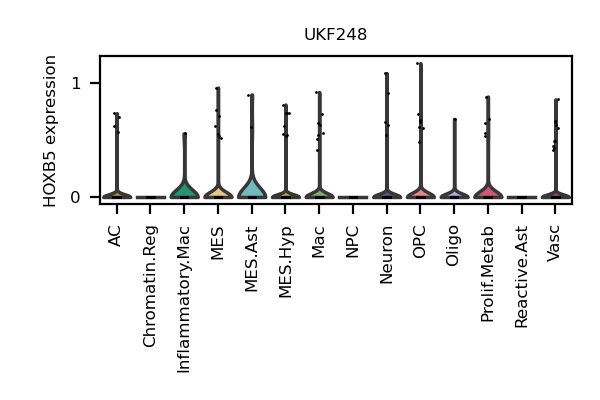 UKF248
HOXB5 expression
1
0
AC
Chromatin.Reg
Inflammatory.Mac
MES
MES.Ast
MES.Hyp
Mac
NPC
Neuron
OPC
Oligo
Prolif.Metab
Reactive.Ast
Vasc